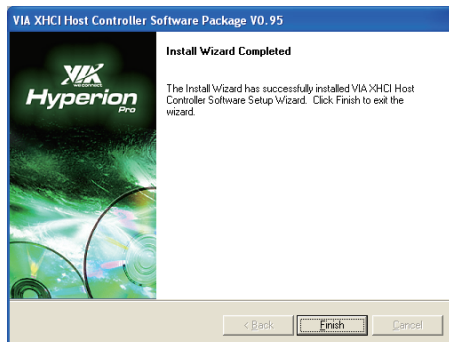 VIA XHCI Host Controller Software Package V0.95
VIA
we connect
Hyperion
Pro
Install Wizard Completed
The Install Wizard has successfully installed VIA XHCI Host
Controller Software Setup Wizard. Click Finish to exit the
wizard.
< Back
Finish
Cancel